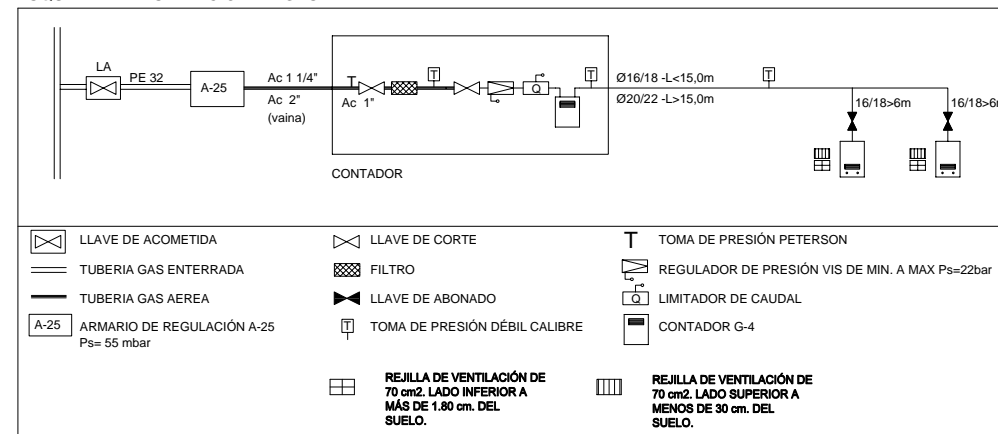 LA
PE 32
A-25
Ac 1 1/4"
Ac 2"
(vaina)
T
Ac 1"
T
Q
T
Ø16/18 -L<15,0m
Ø20/22 -L>15,0m
T
16/18>6m
16/18>6m
CONTADOR
LLAVE DE ACOMETIDA
LLAVE DE CORTE
T
TOMA DE PRESIÓN PETERSON
TUBERIA GAS ENTERRADA
FILTRO
REGULADOR DE PRESIÓN VIS DE MIN. A MAX Ps=22bar
TUBERIA GAS AEREA
LLAVE DE ABONADO
Q
LIMITADOR DE CAUDAL
A-25
ARMARIO DE REGULACIÓN A-25
Ps= 55 mbar
T
TOMA DE PRESIÓN DÉBIL CALIBRE
CONTADOR G-4
REJILLA DE VENTILACIÓN DE
70 cm2. LADO INFERIOR A
MÁS DE 1.80 cm. DEL
SUELO.
REJILLA DE VENTILACIÓN DE
70 cm2. LADO SUPERIOR A
MENOS DE 30 cm. DEL
SUELO.